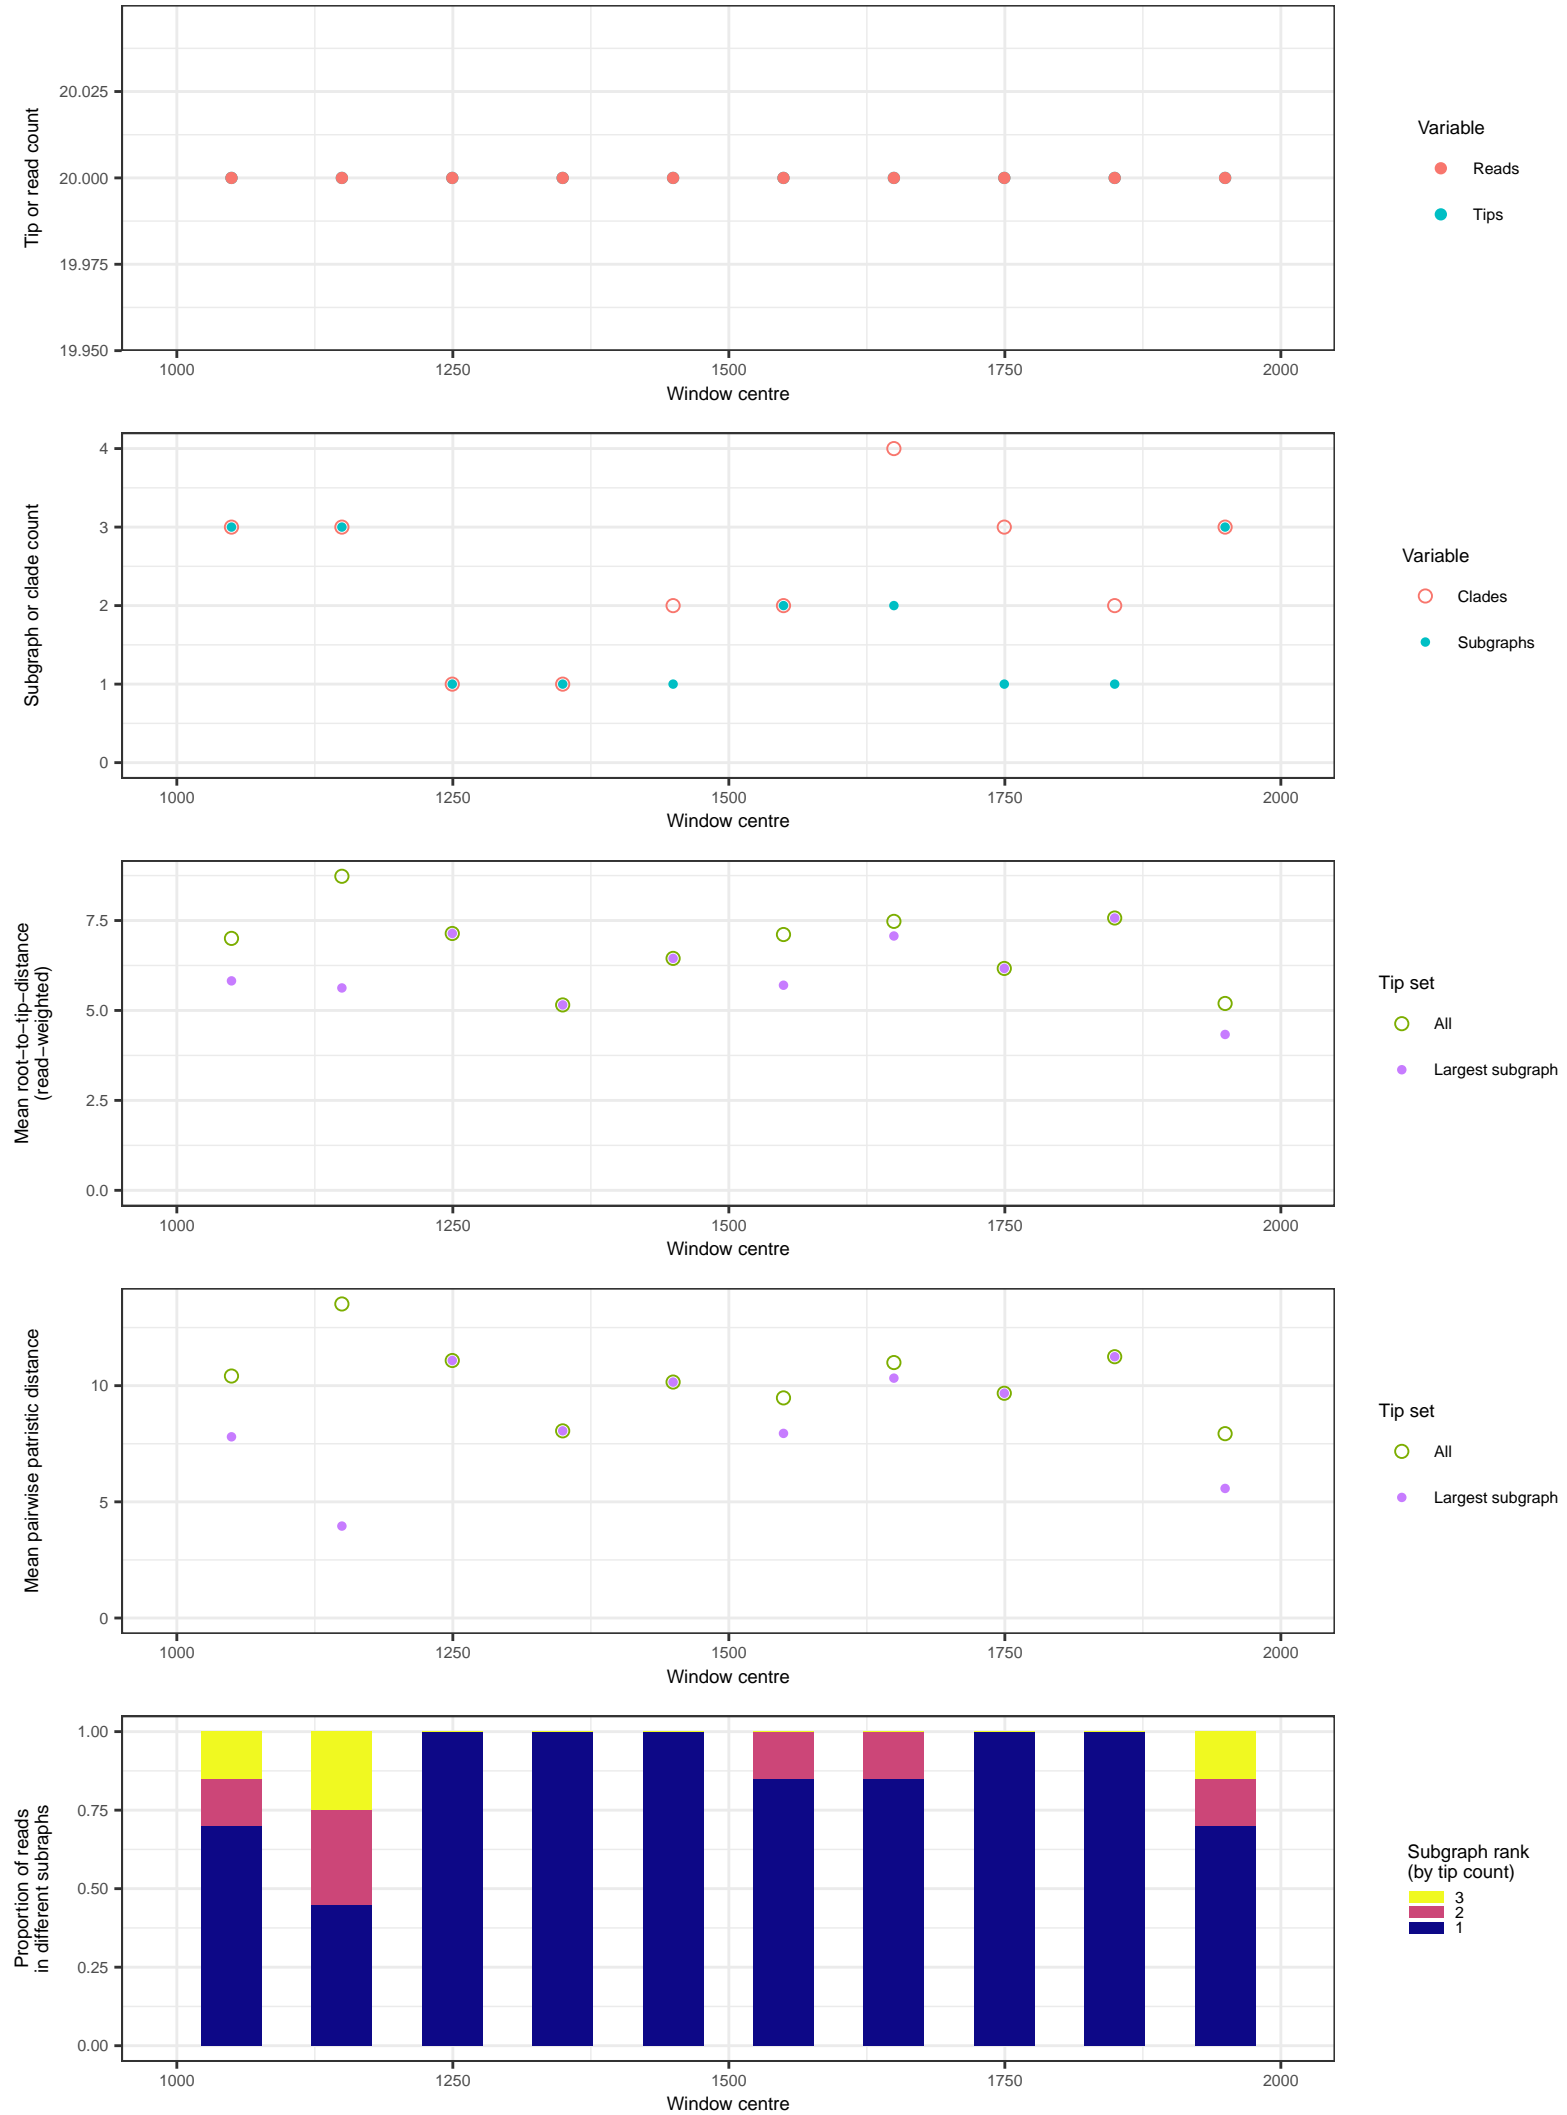 Tip or read count
20.025
20.000
19.975
19.950
1000
1250
1500
1750
2000
Window centre
Variable
Reads
Tips
Subgraph or clade count
4
3
2
1
0
1000
1250
1500
1750
2000
Window centre
Variable
Clades
Subgraphs
Mean root−to−tip−distance
(read−weighted)
7.5
5.0
2.5
0.0
1000
1250
1500
1750
2000
Window centre
Tip set
All
Largest subgraph
Mean pairwise patristic distance
10
5
0
1000
1250
1500
1750
2000
Window centre
Tip set
All
Largest subgraph
Proportion of reads
in different subraphs
1.00
0.75
0.50
0.25
0.00
1000
1250
1500
1750
2000
Window centre
Subgraph rank
(by tip count)
3
2
1